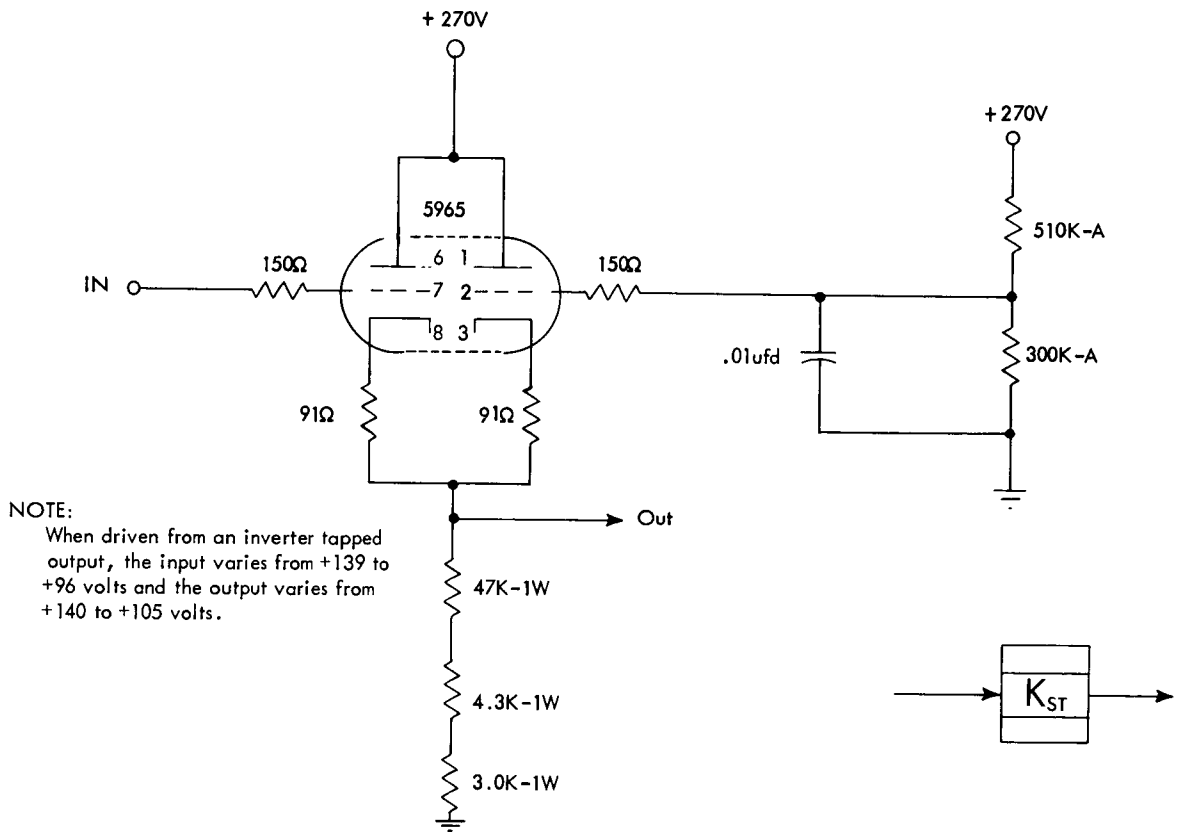 + 270V
+ 270V
5965
510K-A
150Ω
6 1
150Ω
IN
7 2
8 3
.01ufd
300K-A
91Ω
91Ω
NOTE:
When driven from an inverter tapped
output, the input varies from +139 to
+96 volts and the output varies from
+140 to +105 volts.
Out
47K-1W
4.3K-1W
3.0K-1W
KST